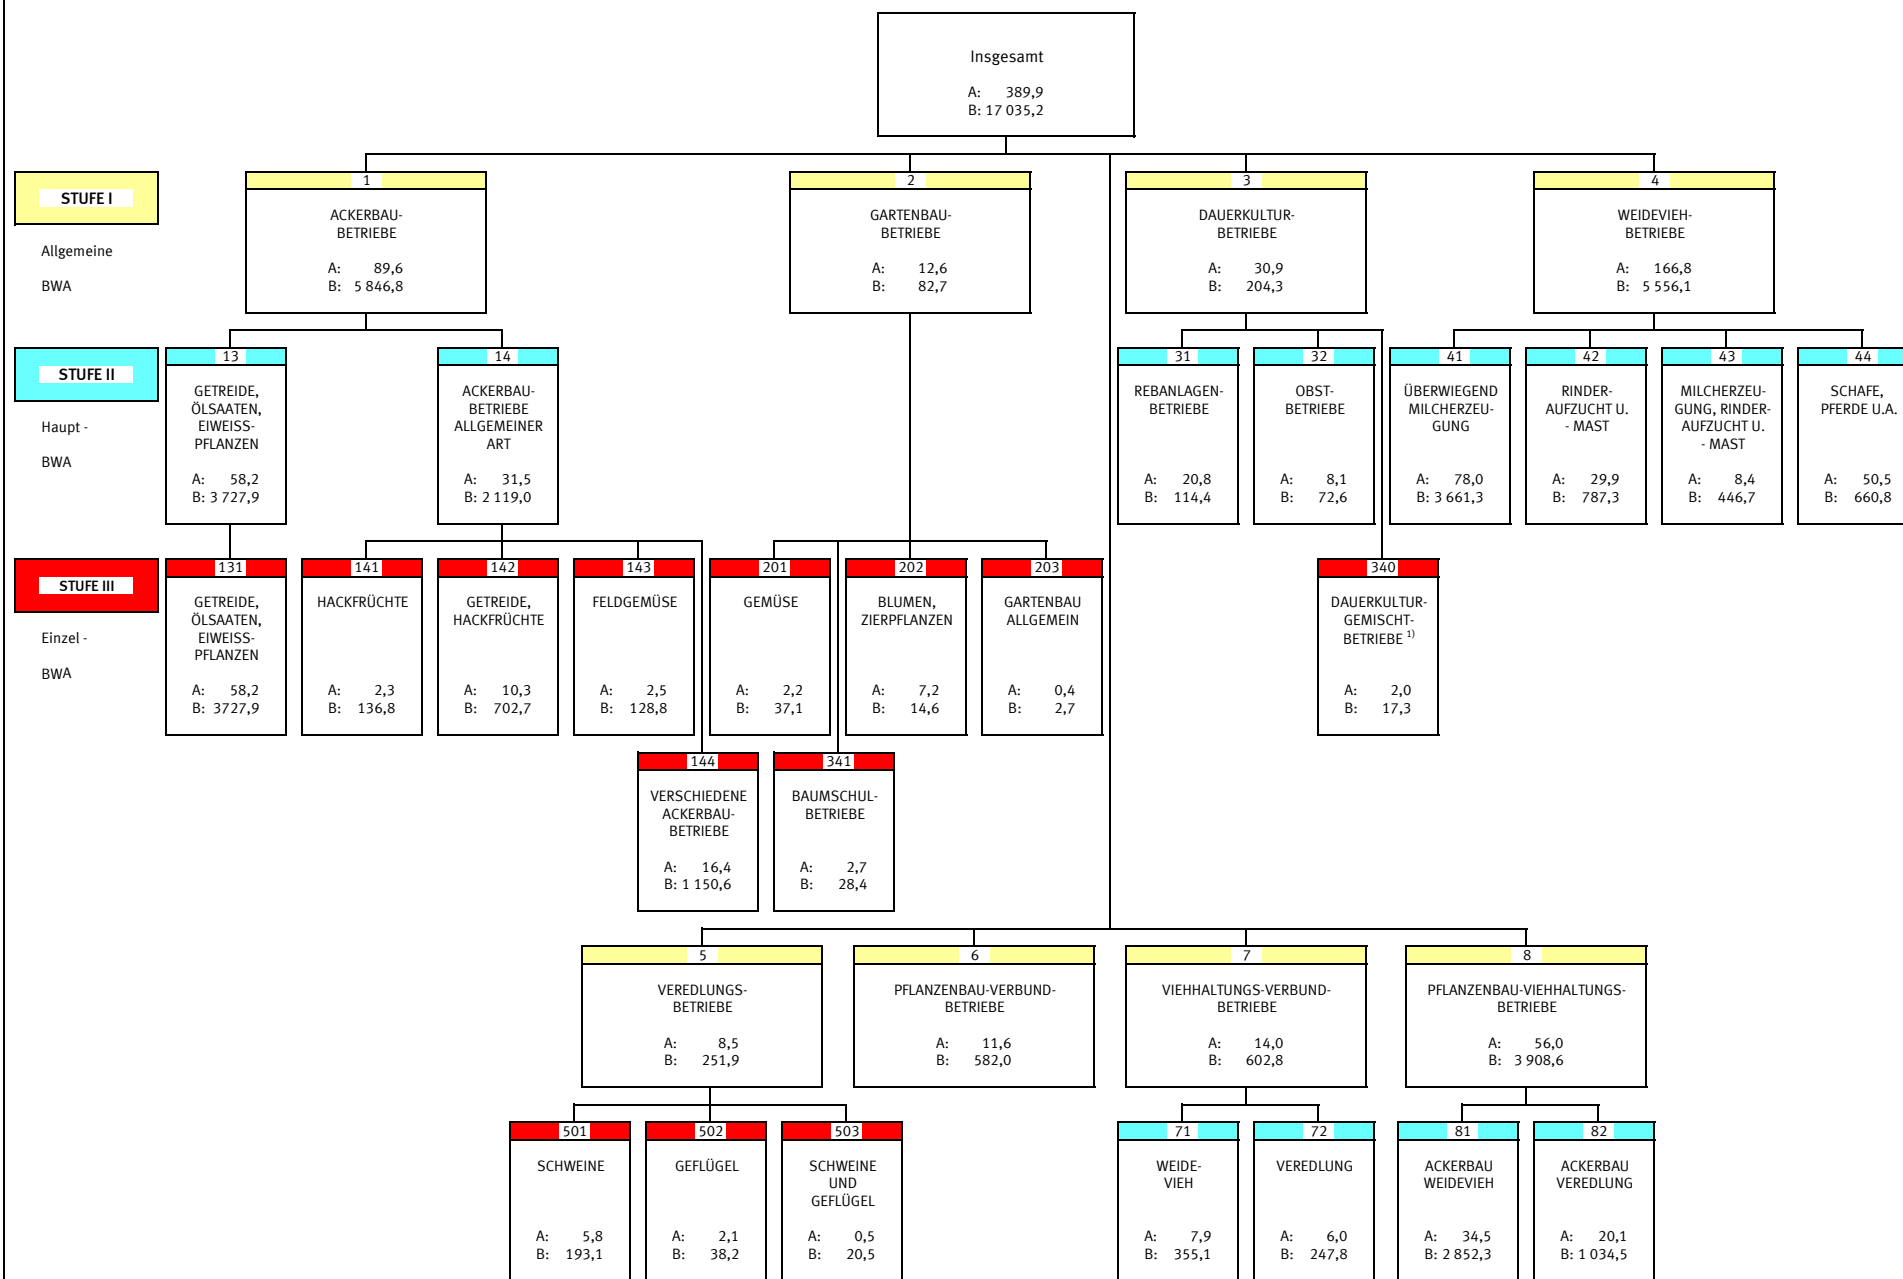 Insgesamt
A: 389,9
B: 17 035,2
STUFE I
Allgemeine
BWA
1
ACKERBAU-
BETRIEBE
A: 89,6
B: 5 846,8
2
GARTENBAU-
BETRIEBE
A: 12,6
B: 82,7
3
DAUERKULTUR-
BETRIEBE
A: 30,9
B: 204,3
4
WEIDEVIEH-
BETRIEBE
A: 166,8
B: 5 556,1
STUFE II
Haupt -
BWA
13
GETREIDE,
ÖLSAATEN,
EIWEISS-
PFLANZEN
A: 58,2
B: 3 727,9
14
ACKERBAU-
BETRIEBE
ALLGEMEINER
ART
A: 31,5
B: 2 119,0
31
REBANLAGEN-
BETRIEBE
A: 20,8
B: 114,4
32
OBST-
BETRIEBE
A: 8,1
B: 72,6
41
ÜBERWIEGEND
MILCHERZEU-
GUNG
A: 78,0
B: 3 661,3
42
RINDER-
AUFZUCHT U.
- MAST
A: 29,9
B: 787,3
43
MILCHERZEU-
GUNG, RINDER-
AUFZUCHT U.
- MAST
A: 8,4
B: 446,7
44
SCHAFE,
PFERDE U.A.
A: 50,5
B: 660,8
STUFE III
Einzel -
BWA
131
GETREIDE,
ÖLSAATEN,
EIWEISS-
PFLANZEN
A: 58,2
B: 3727,9
141
HACKFRÜCHTE
A: 2,3
B: 136,8
142
GETREIDE,
HACKFRÜCHTE
A: 10,3
B: 702,7
143
FELDGEMÜSE
A: 2,5
B: 128,8
201
GEMÜSE
A: 2,2
B: 37,1
202
BLUMEN,
ZIERPFLANZEN
A: 7,2
B: 14,6
203
GARTENBAU
ALLGEMEIN
A: 0,4
B: 2,7
340
DAUERKULTUR-
GEMISCHT-
BETRIEBE 1)
A: 2,0
B: 17,3
144
VERSCHIEDENE
ACKERBAU-
BETRIEBE
A: 16,4
B: 1 150,6
341
BAUMSCHUL-
BETRIEBE
A: 2,7
B: 28,4
5
VEREDLUNGS-
BETRIEBE
A: 8,5
B: 251,9
6
PFLANZENBAU-VERBUND-
BETRIEBE
A: 11,6
B: 582,0
7
VIEHHALTUNGS-VERBUND-
BETRIEBE
A: 14,0
B: 602,8
8
PFLANZENBAU-VIEHHALTUNGS-
BETRIEBE
A: 56,0
B: 3 908,6
501
SCHWEINE
A: 5,8
B: 193,1
502
GEFLÜGEL
A: 2,1
B: 38,2
503
SCHWEINE
UND
GEFLÜGEL
A: 0,5
B: 20,5
71
WEIDE-
VIEH
A: 7,9
B: 355,1
72
VEREDLUNG
A: 6,0
B: 247,8
81
ACKERBAU
WEIDEVIEH
A: 34,5
B: 2 852,3
82
ACKERBAU
VEREDLUNG
A: 20,1
B: 1 034,5